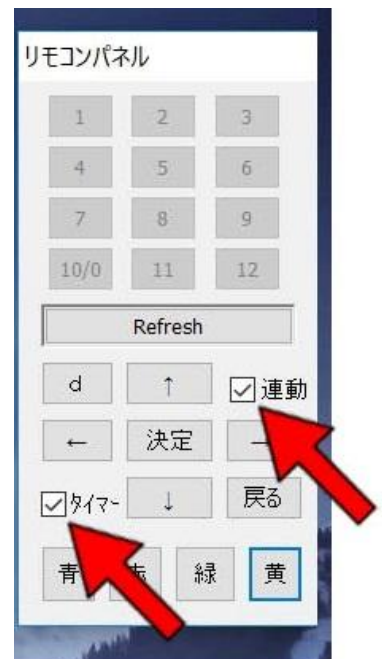 リモコンパネル
1 2 3
4 5 6
7 8 9
10/0 11 12
Refresh
d ↑ 連動
← 決定
タイマー ↓ 戻る
青 緑 黄